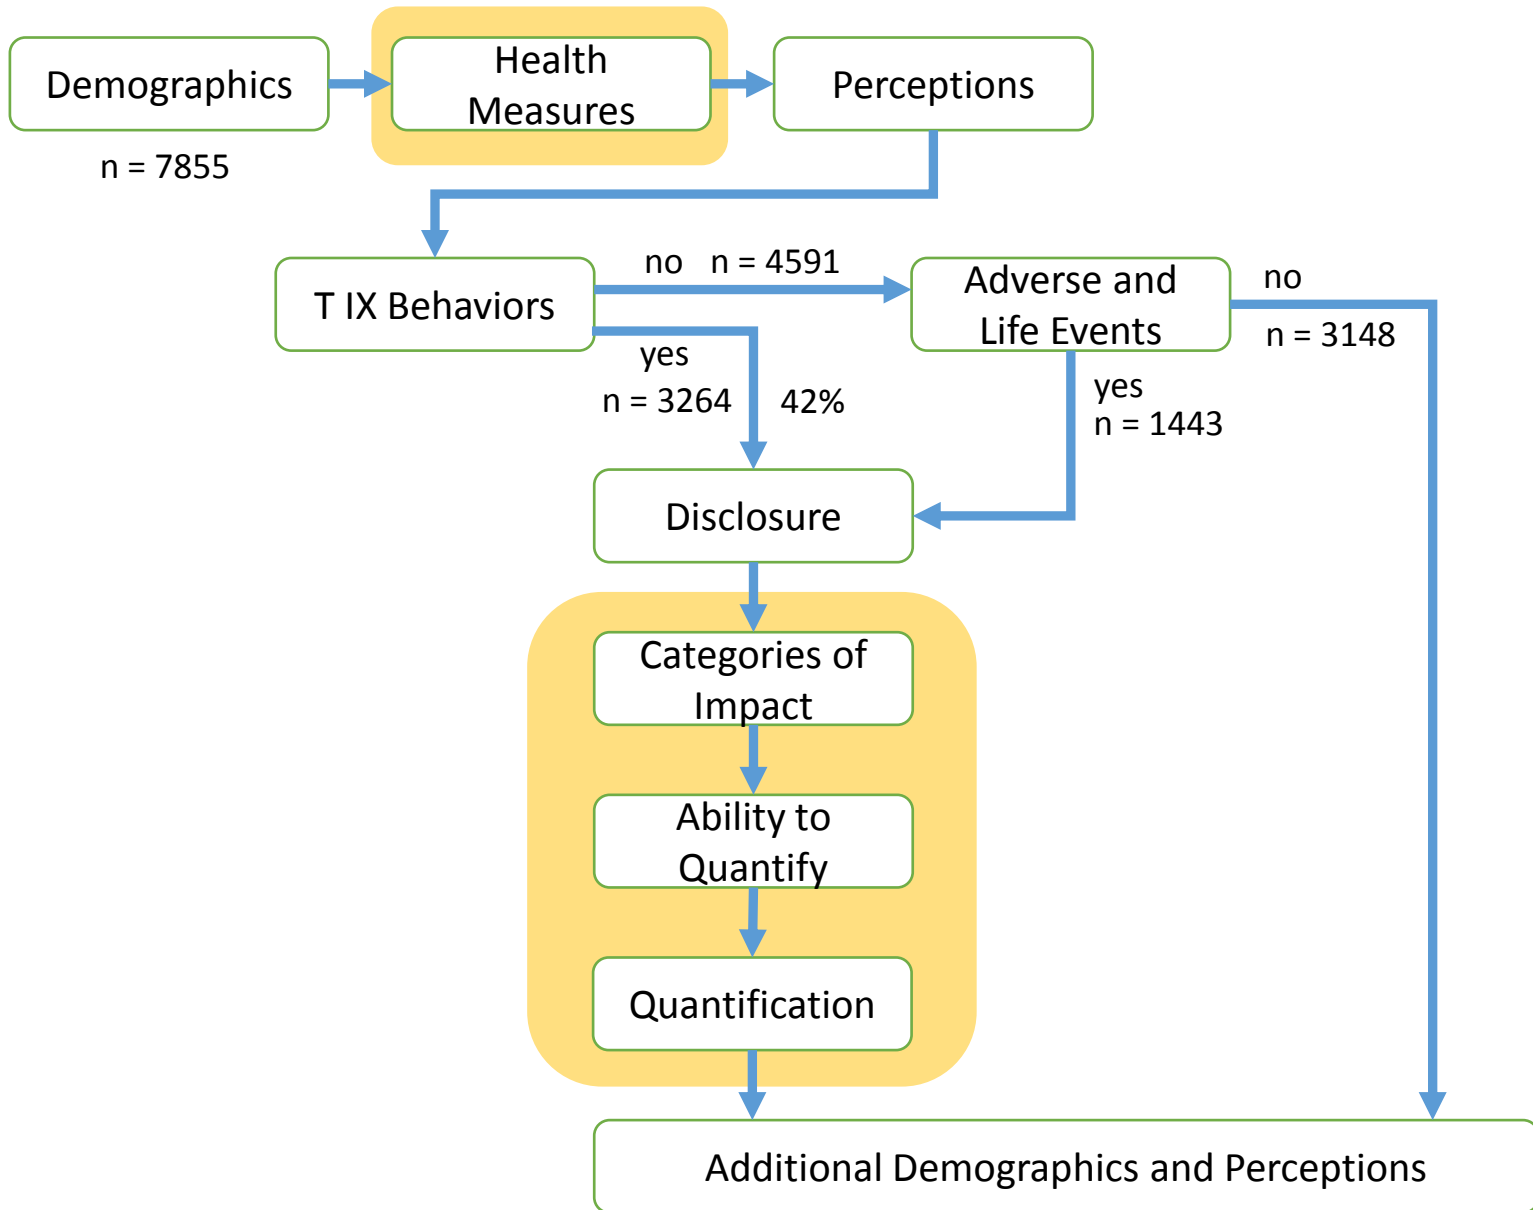 Demographics
Health
Measures
Perceptions
n = 7855
T IX Behaviors
no n = 4591
Adverse and
Life Events
no
n = 3148
yes
n = 3264
42%
yes
n = 1443
Disclosure
Categories of
Impact
Ability to
Quantify
Quantification
Additional Demographics and Perceptions